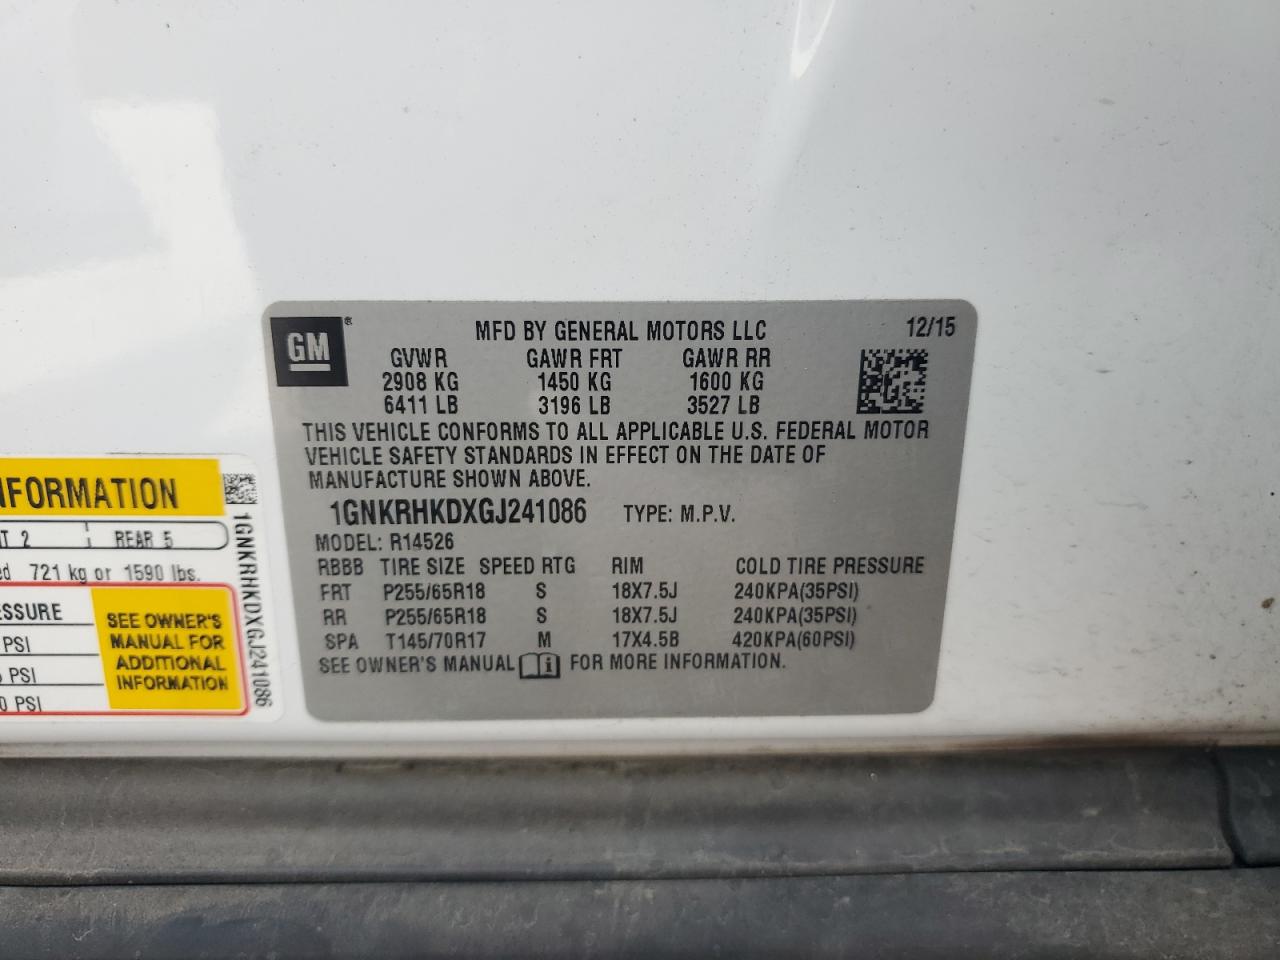 GM ®
MFD BY GENERAL MOTORS LLC 12/15
GVWR GAWR FRT GAWR RR
2908 KG 1450 KG 1600 KG
6411 LB 3196 LB 3527 LB
THIS VEHICLE CONFORMS TO ALL APPLICABLE U.S. FEDERAL MOTOR
VEHICLE SAFETY STANDARDS IN EFFECT ON THE DATE OF
MANUFACTURE SHOWN ABOVE.
1GNKRHKDXGJ241086 TYPE: M.P.V.
MODEL: R14526
RBBB TIRE SIZE SPEED RTG RIM COLD TIRE PRESSURE
FRT P255/65R18 S 18X7.5J 240KPA(35PSI)
RR P255/65R18 S 18X7.5J 240KPA(35PSI)
SPA T145/70R17 M 17X4.5B 420KPA(60PSI)
SEE OWNER'S MANUAL i FOR MORE INFORMATION.
NFORMATION
T 2 REAR 5
ed 721 kg or 1590 lbs.
ESSURE
PSI
PSI
0 PSI
SEE OWNER'S
MANUAL FOR
ADDITIONAL
INFORMATION
1GNKRHKDXGJ241086